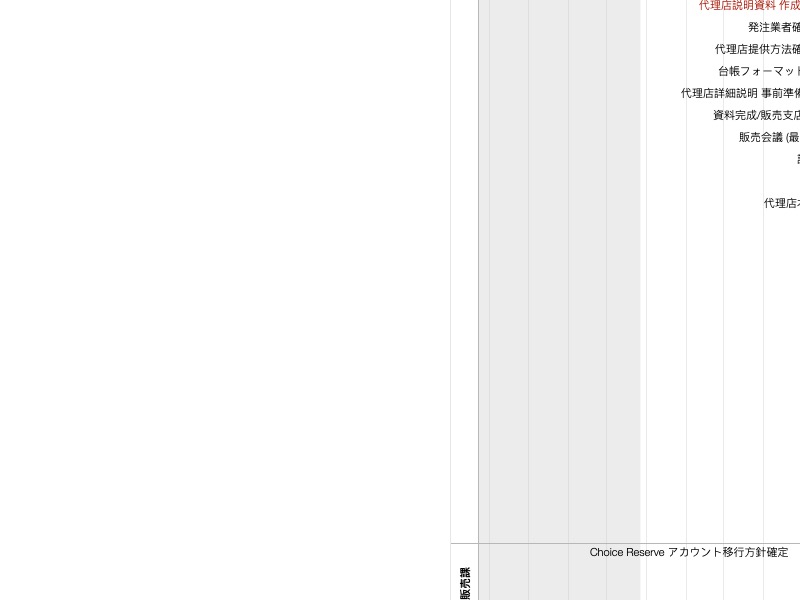 代理店説明資料 作成
発注業者確
代理店提供方法確
台帳フォーマット
代理店詳細説明 事前準備
資料完成/販売支店
販売会議 (最
代理店
Choice Reserve アカウント移行方針確定
販売課